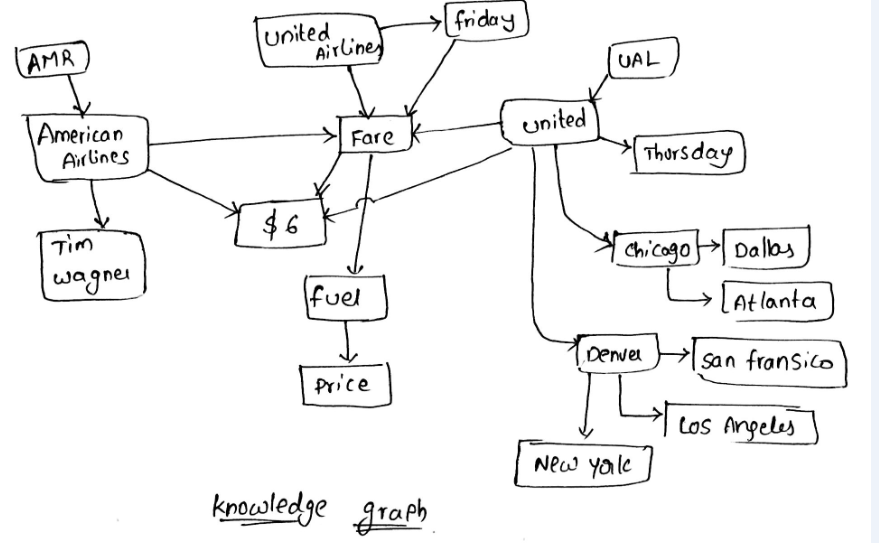 AMR
United
Airlines
friday
UAL
American
Airlines
Fare
United
Thursday
$6
Tim
Wagner
Chicago
Dallas
Atlanta
fuel
Price
Denver
San fransico
Los Angeles
New York
knowledge graph